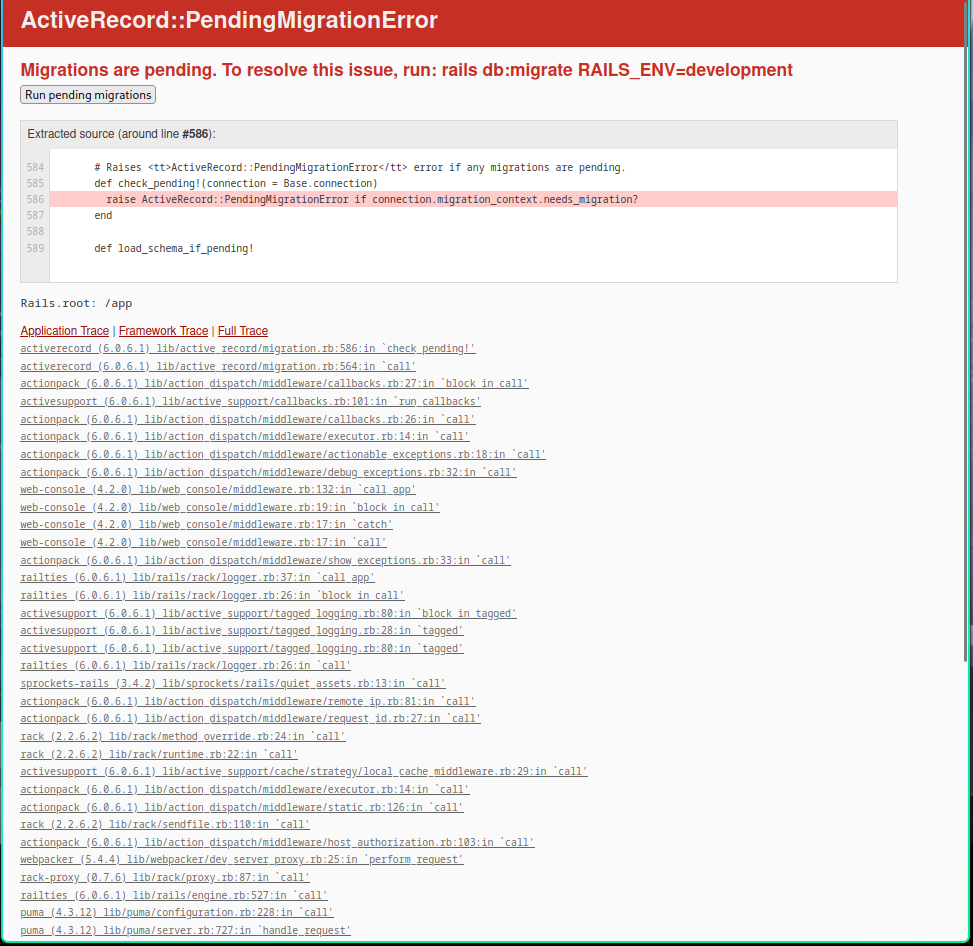 ActiveRecord::PendingMigrationError
Migrations are pending. To resolve this issue, run: rails db:migrate RAILS_ENV=development
Run pending migrations
Extracted source (around line #586):
584 # Raises <tt>ActiveRecord::PendingMigrationError</tt> error if any migrations are pending.
585 def check_pending!(connection = Base.connection)
586 raise ActiveRecord::PendingMigrationError if connection.migration_context.needs_migration?
587 end
588
589 def load_schema_if_pending!
Rails.root: /app
Application Trace | Framework Trace | Full Trace
activerecord (6.0.6.1) lib/active_record/migration.rb:586:in `check_pending!'
activerecord (6.0.6.1) lib/active_record/migration.rb:564:in `call'
actionpack (6.0.6.1) lib/action_dispatch/middleware/callbacks.rb:27:in `block in call'
activesupport (6.0.6.1) lib/active_support/callbacks.rb:101:in `run_callbacks'
actionpack (6.0.6.1) lib/action_dispatch/middleware/callbacks.rb:26:in `call'
actionpack (6.0.6.1) lib/action_dispatch/middleware/executor.rb:14:in `call'
actionpack (6.0.6.1) lib/action_dispatch/middleware/actionable_exceptions.rb:18:in `call'
actionpack (6.0.6.1) lib/action_dispatch/middleware/debug_exceptions.rb:32:in `call'
web-console (4.2.0) lib/web_console/middleware.rb:132:in `call_app'
web-console (4.2.0) lib/web_console/middleware.rb:19:in `block in call'
web-console (4.2.0) lib/web_console/middleware.rb:17:in `catch'
web-console (4.2.0) lib/web_console/middleware.rb:17:in `call'
actionpack (6.0.6.1) lib/action_dispatch/middleware/show_exceptions.rb:33:in `call'
railties (6.0.6.1) lib/rails/rack/logger.rb:37:in `call_app'
railties (6.0.6.1) lib/rails/rack/logger.rb:26:in `block in call'
activesupport (6.0.6.1) lib/active_support/tagged_logging.rb:80:in `block in tagged'
activesupport (6.0.6.1) lib/active_support/tagged_logging.rb:28:in `tagged'
activesupport (6.0.6.1) lib/active_support/tagged_logging.rb:80:in `tagged'
railties (6.0.6.1) lib/rails/rack/logger.rb:26:in `call'
sprockets-rails (3.4.2) lib/sprockets/rails/quiet_assets.rb:13:in `call'
actionpack (6.0.6.1) lib/action_dispatch/middleware/remote_ip.rb:81:in `call'
actionpack (6.0.6.1) lib/action_dispatch/middleware/request_id.rb:27:in `call'
rack (2.2.6.2) lib/rack/method_override.rb:24:in `call'
rack (2.2.6.2) lib/rack/runtime.rb:22:in `call'
activesupport (6.0.6.1) lib/active_support/cache/strategy/local_cache_middleware.rb:29:in `call'
actionpack (6.0.6.1) lib/action_dispatch/middleware/executor.rb:14:in `call'
actionpack (6.0.6.1) lib/action_dispatch/middleware/static.rb:126:in `call'
rack (2.2.6.2) lib/rack/sendfile.rb:110:in `call'
actionpack (6.0.6.1) lib/action_dispatch/middleware/host_authorization.rb:103:in `call'
webpacker (5.4.4) lib/webpacker/dev_server_proxy.rb:25:in `perform_request'
rack-proxy (0.7.6) lib/rack/proxy.rb:87:in `call'
railties (6.0.6.1) lib/rails/engine.rb:527:in `call'
puma (4.3.12) lib/puma/configuration.rb:228:in `call'
puma (4.3.12) lib/puma/server.rb:727:in `handle_request'